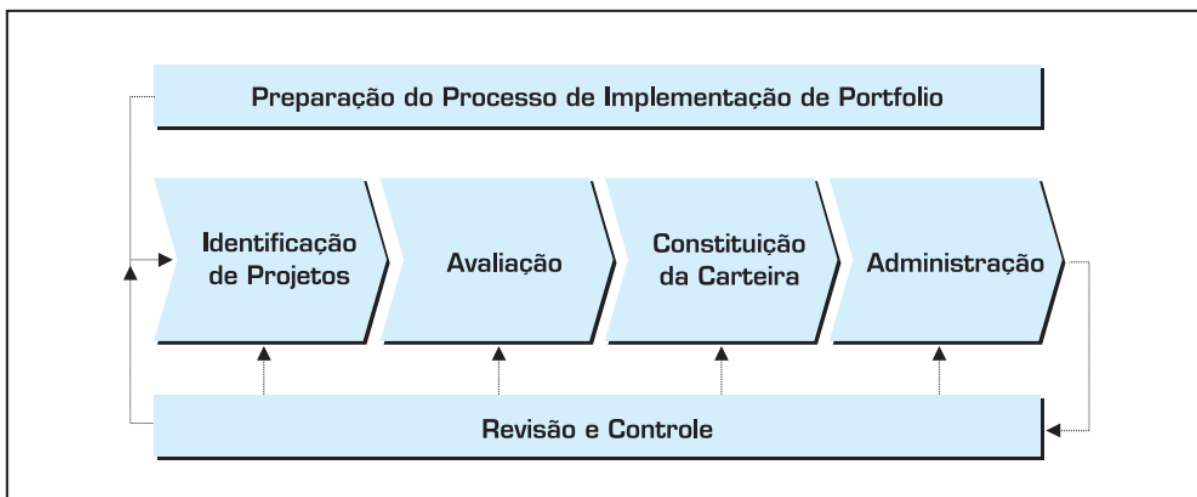 Preparação do Processo de Implementação de Portfolio
Identificação
de Projetos
Avaliação
Constituição
da Carteira
Administração
Revisão e Controle